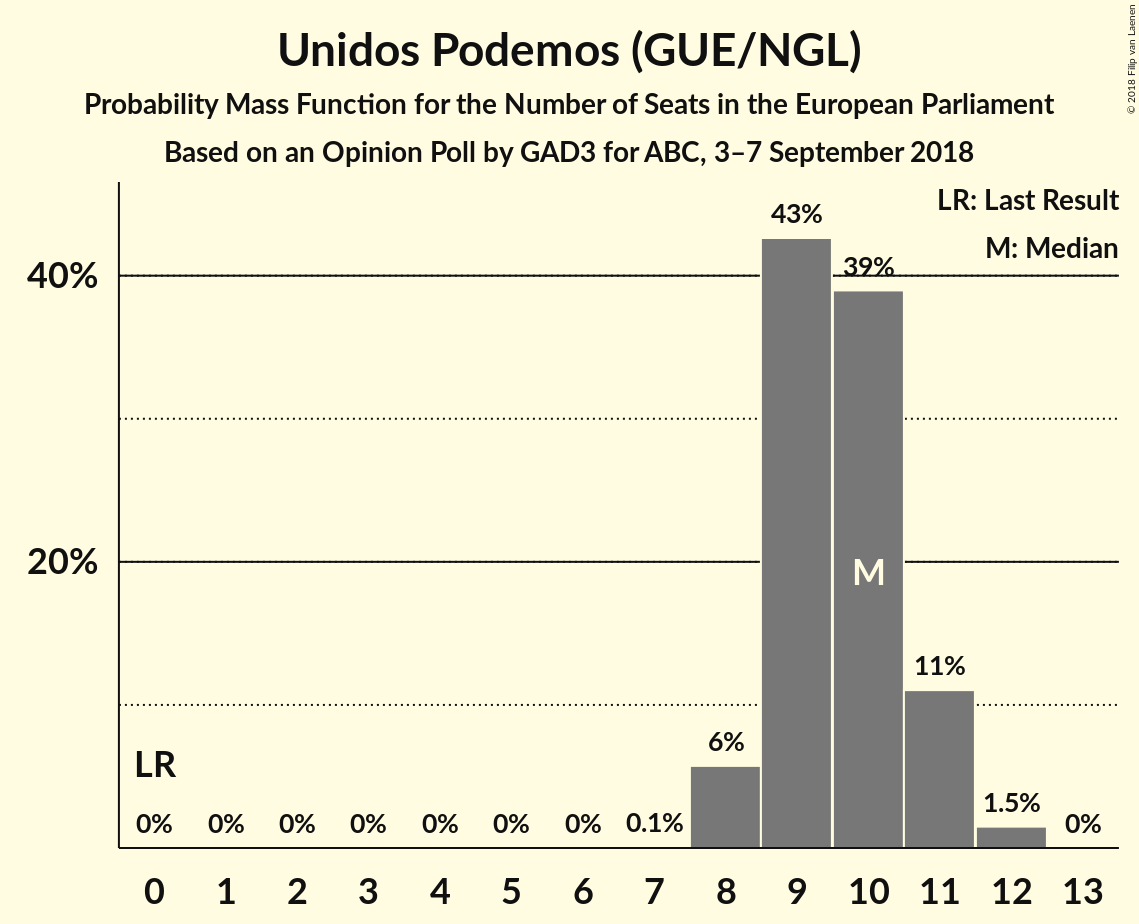 Unidos Podemos (GUE/NGL)
Probability Mass Function for the Number of Seats in the European Parliament
Based on an Opinion Poll by GAD3 for ABC, 3–7 September 2018
© 2018 Filip van Laenen
LR: Last Result
M: Median
43%
40%
39%
20%
M
11%
6%
LR
1.5%
0% 0% 0% 0% 0% 0% 0% 0.1% 0%
0 1 2 3 4 5 6 7 8 9 10 11 12 13